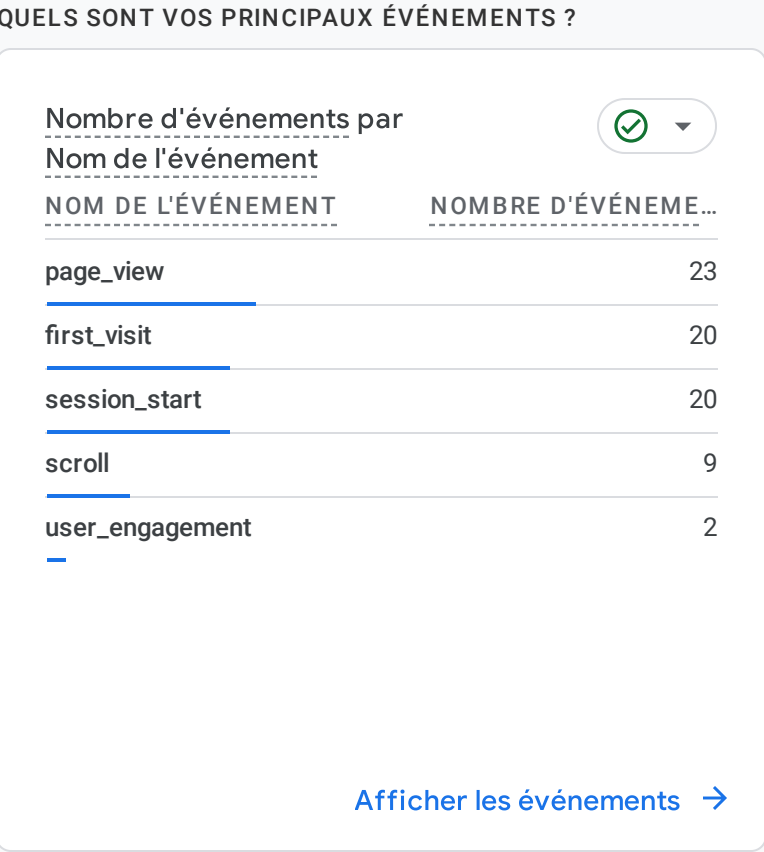 QUELS SONT VOS PRINCIPAUX ÉVÉNEMENTS ?
Nombre d'événements par
Nom de l'événement
NOM DE L'ÉVÉNEMENT NOMBRE D'ÉVÉNEME…
page_view 23
first_visit 20
session_start 20
scroll 9
user_engagement 2
Afficher les événements